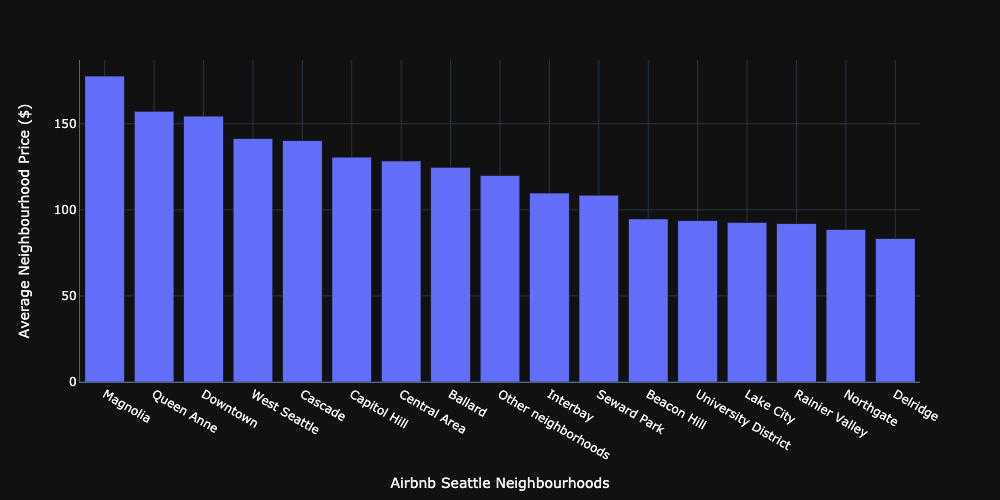 Average Neighbourhood Price ($)
150
100
50
0
Magnolia
Queen Anne
Downtown
West Seattle
Cascade
Capitol Hill
Central Area
Ballard
Other neighborhoods
Interbay
Seward Park
Beacon Hill
University District
Lake City
Rainier Valley
Northgate
Delridge
Airbnb Seattle Neighbourhoods